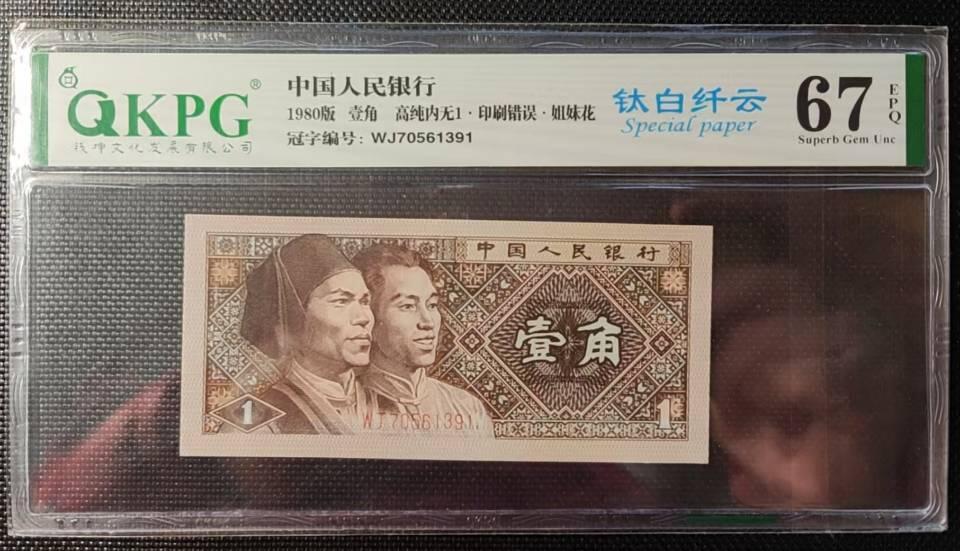 QKPG®
钱坤文化发展有限公司
中国人民银行
1980版 壹角 高纯内无1·印刷错误·姐妹花
冠字编号: WJ70561391
钛白纤云
Special paper
67
EPQ
Superb Gem Unc
中国人民银行
壹角
1
WJ70561391
1